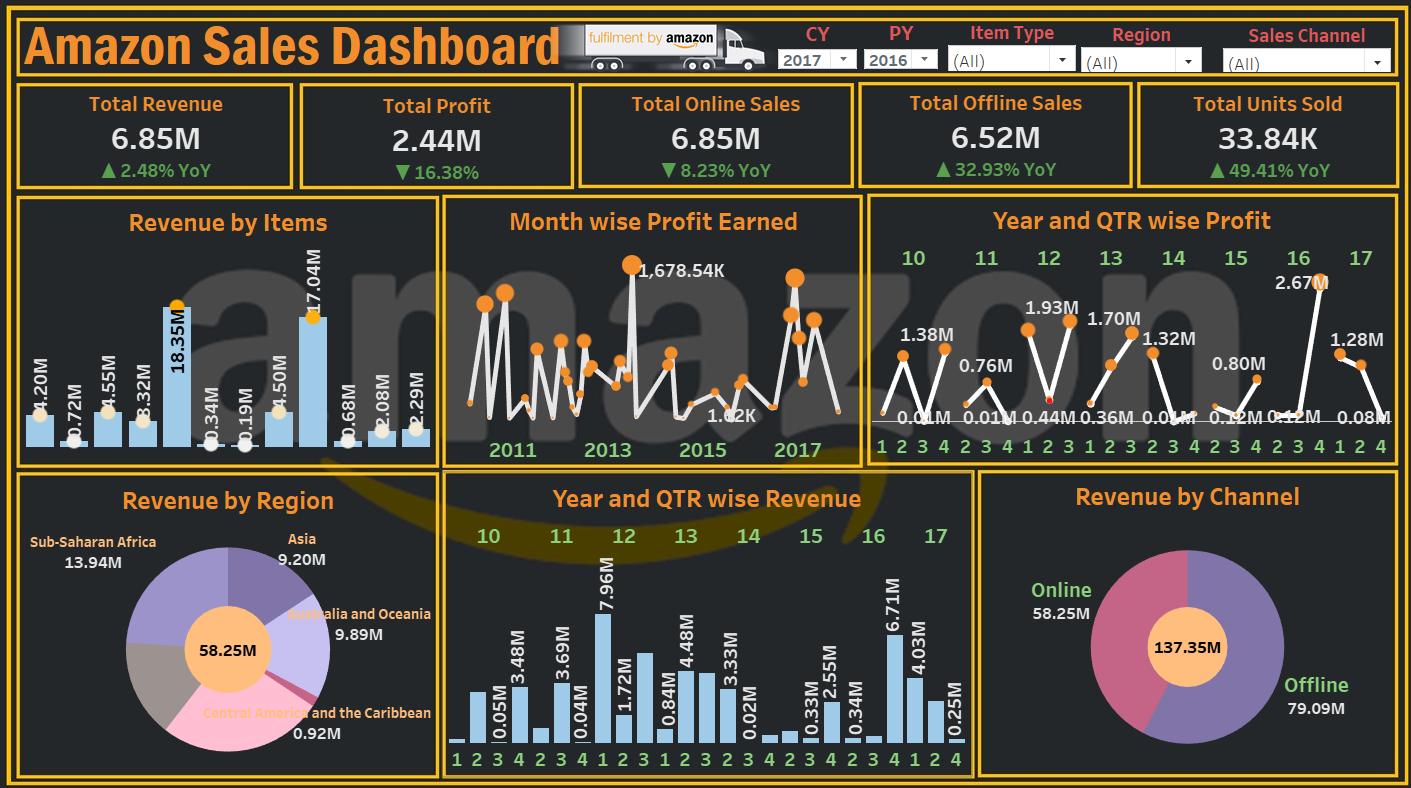 Amazon Sales Dashboard
fulfilment by amazon
CY
2017
PY
2016
Item Type
(All)
Region
(All)
Sales Channel
(All)
Total Revenue
6.85M
▲ 2.48% YoY
Total Profit
2.44M
▼ 16.38%
Total Online Sales
6.85M
▼ 8.23% YoY
Total Offline Sales
6.52M
▲ 32.93% YoY
Total Units Sold
33.84K
▲ 49.41% YoY
amazon
Revenue by Items
4.20M
0.72M
4.55M
3.32M
18.35M
0.34M
0.19M
4.50M
17.04M
0.68M
2.08M
2.29M
Month wise Profit Earned
1,678.54K
1.02K
2011 2013 2015 2017
Year and QTR wise Profit
10 11 12 13 14 15 16 17
2.67M
1.93M
1.70M
1.38M
1.32M
1.28M
0.76M
0.80M
0.01M 0.01M 0.44M 0.36M 0.01M 0.12M 0.12M 0.08M
1 2 3 4 2 3 4 1 2 3 1 2 3 4 1 2 3 4 2 3 4 2 3 4 1 2 4
Revenue by Region
Sub-Saharan Africa
13.94M
Asia
9.20M
Australia and Oceania
9.89M
58.25M
Central America and the Caribbean
0.92M
Year and QTR wise Revenue
10 11 12 13 14 15 16 17
0.05M
3.48M
3.69M
0.04M
7.96M
1.72M
0.84M
4.48M
3.33M
0.02M
0.33M
2.55M
0.34M
6.71M
4.03M
0.25M
1 2 3 4 2 3 4 1 2 3 1 2 3 2 3 4 2 3 4 2 3 4 1 2 4
Revenue by Channel
Online
58.25M
137.35M
Offline
79.09M